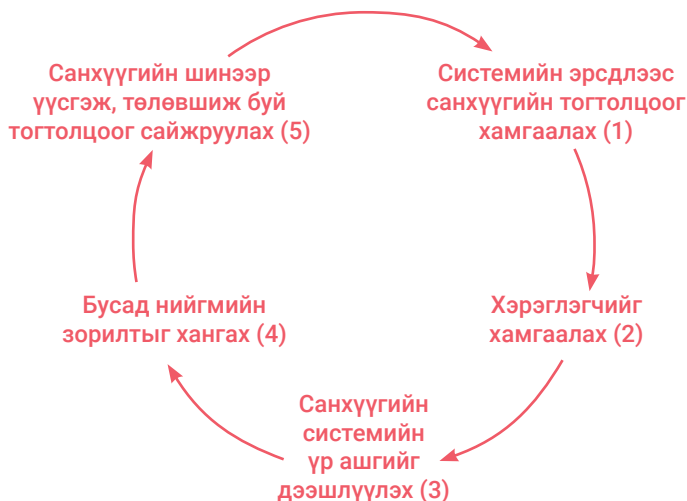 Системийн эрсдлээс
санхүүгийн тогтолцоог
хамгаалах (1)
Хэрэглэгчийг
хамгаалах (2)
Санхүүгийн
системийн
үр ашгийг
дээшлүүлэх (3)
Бусад нийгмийн
зорилтыг хангах (4)
Санхүүгийн шинээр
үүсгэж, төлөвшиж буй
тогтолцоог сайжруулах (5)